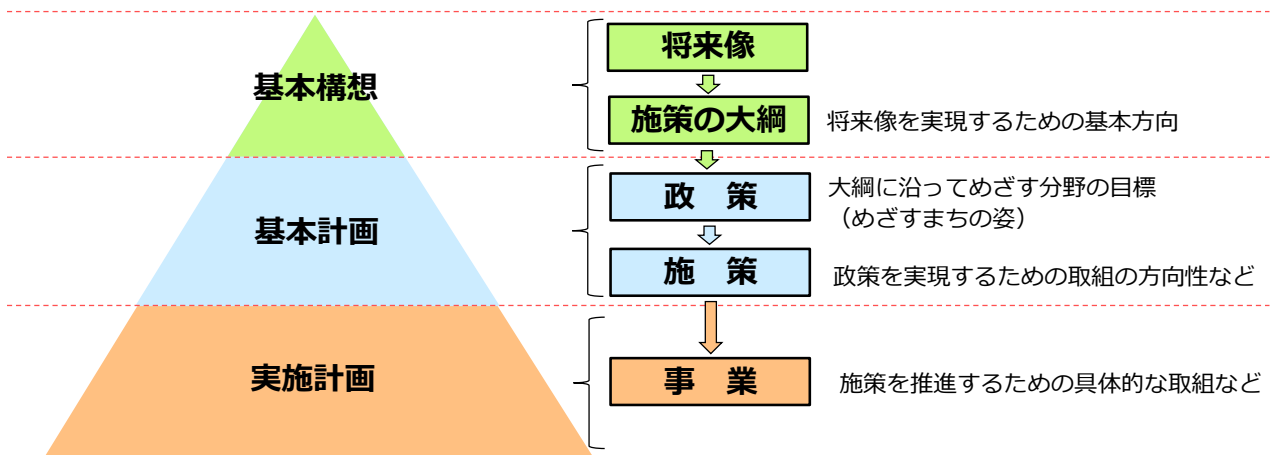 将来像
基本構想
施策の大綱
将来像を実現するための基本方向
政　策
大綱に沿ってめざす分野の目標
（めざすまちの姿）
基本計画
施　策
政策を実現するための取組の方向性など
実施計画
事　業
施策を推進するための具体的な取組など